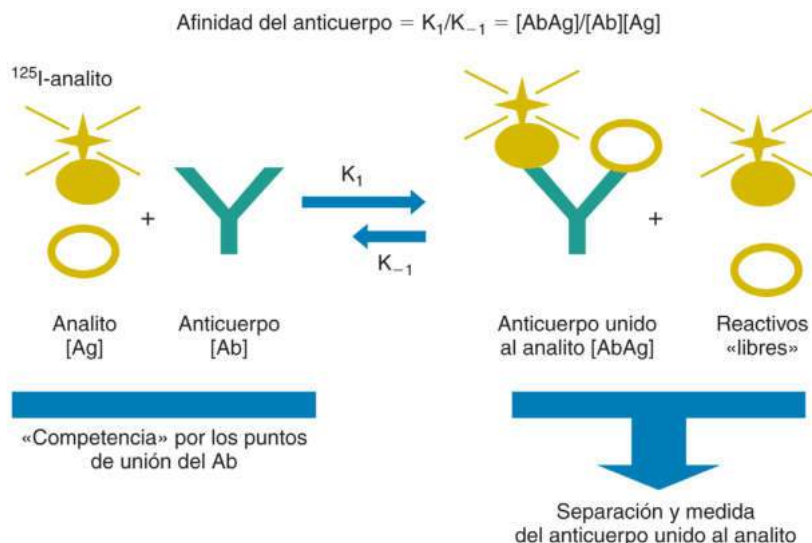 Afinidad del anticuerpo = K₁/K₋₁ = [AbAg]/[Ab][Ag]
¹²⁵I-analito
+
K₁
K₋₁
+
Analito
[Ag]
Anticuerpo
[Ab]
Anticuerpo unido
al analito [AbAg]
Reactivos
«libres»
«Competencia» por los puntos
de unión del Ab
Separación y medida
del anticuerpo unido al analito